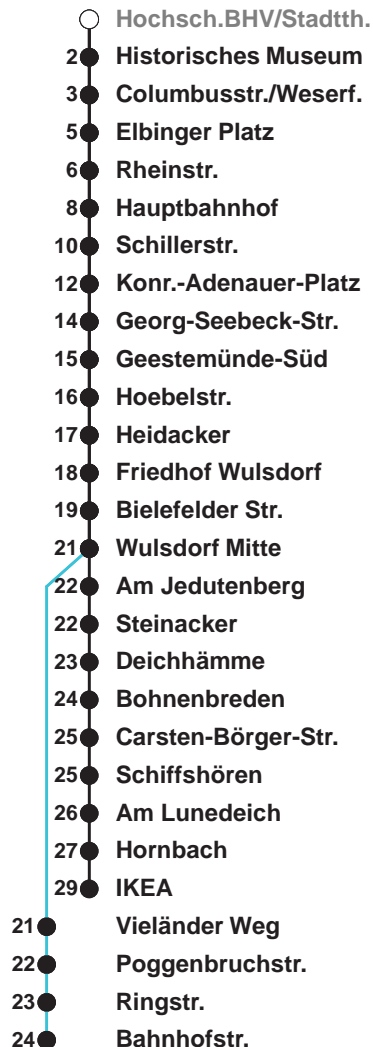 Hochsch.BHV/Stadtth.
2 Historisches Museum
3 Columbusstr./Weserf.
5 Elbinger Platz
6 Rheinstr.
8 Hauptbahnhof
10 Schillerstr.
12 Konr.-Adenauer-Platz
14 Georg-Seebeck-Str.
15 Geestemünde-Süd
16 Hoebelstr.
17 Heidacker
18 Friedhof Wulsdorf
19 Bielefelder Str.
21 Wulsdorf Mitte
22 Am Jedutenberg
22 Steinacker
23 Deichhämme
24 Bohnenbreden
25 Carsten-Börger-Str.
25 Schiffshören
26 Am Lunedeich
27 Hornbach
29 IKEA
21 Vieländer Weg
22 Poggenbruchstr.
23 Ringstr.
24 Bahnhofstr.